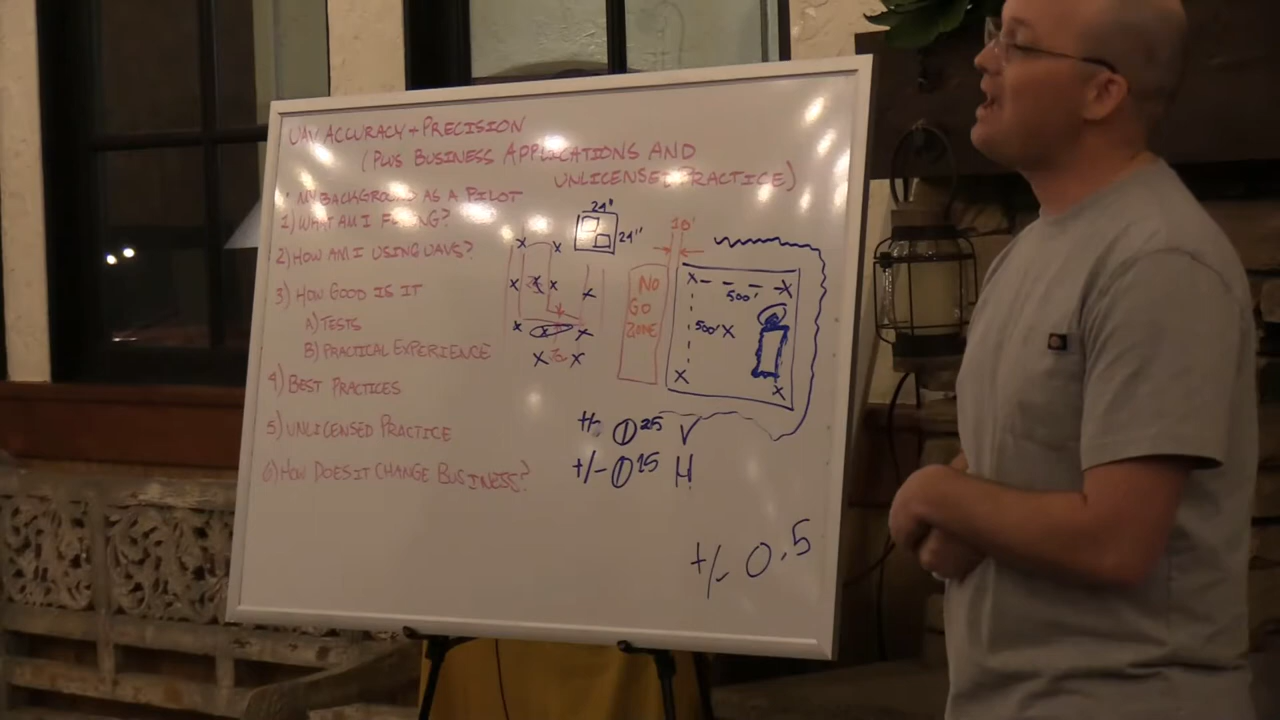 UAV ACCURACY + PRECISION
(PLUS BUSINESS APPLICATIONS AND
UNLICENSED PRACTICE)
• MY BACKGROUND AS A PILOT
1) WHAT AM I FLYING?
2) HOW AM I USING UAVS?
3) HOW GOOD IS IT
A) TESTS
B) PRACTICAL EXPERIENCE
4) BEST PRACTICES
5) UNLICENSED PRACTICE
6) HOW DOES IT CHANGE BUSINESS?
24"
24"
10'
NO
GO
ZONE
500'
500'
+/- 0 25 V
+/- 0 15 H
+/- 0.5